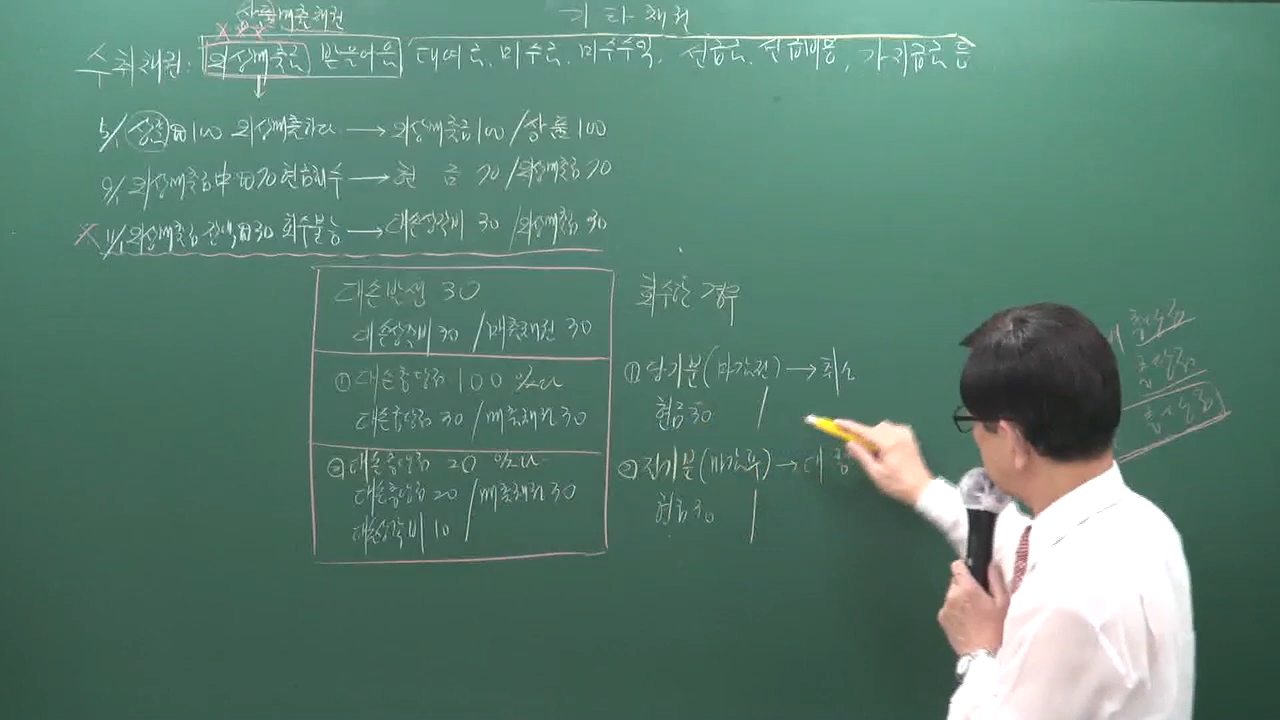 상품매출채권
기타채권
수취채권: 외상매출금 받을어음 대여금, 미수금, 미수수익, 선급금, 선급비용, 가지급금 등
5/1 상품 ₩100 외상매출하다 → 외상매출금 100 / 상품 100
9/1 외상매출금 中 ₩70 현금회수 → 현금 70 / 외상매출금 70
11/1 외상매출금 잔액 ₩30 회수불능 → 대손상각비 30 / 외상매출금 30
대손발생 30
대손상각비 30 / 매출채권 30
① 대손충당금 100 있다
대손충당금 30 / 매출채권 30
② 대손충당금 20 있다
대손충당금 20 / 매출채권 30
대손상각비 10
회수한 경우
① 당기분(마감전) → 취소
현금 30 /
② 전기분(마감후) → 대
현금 30 /